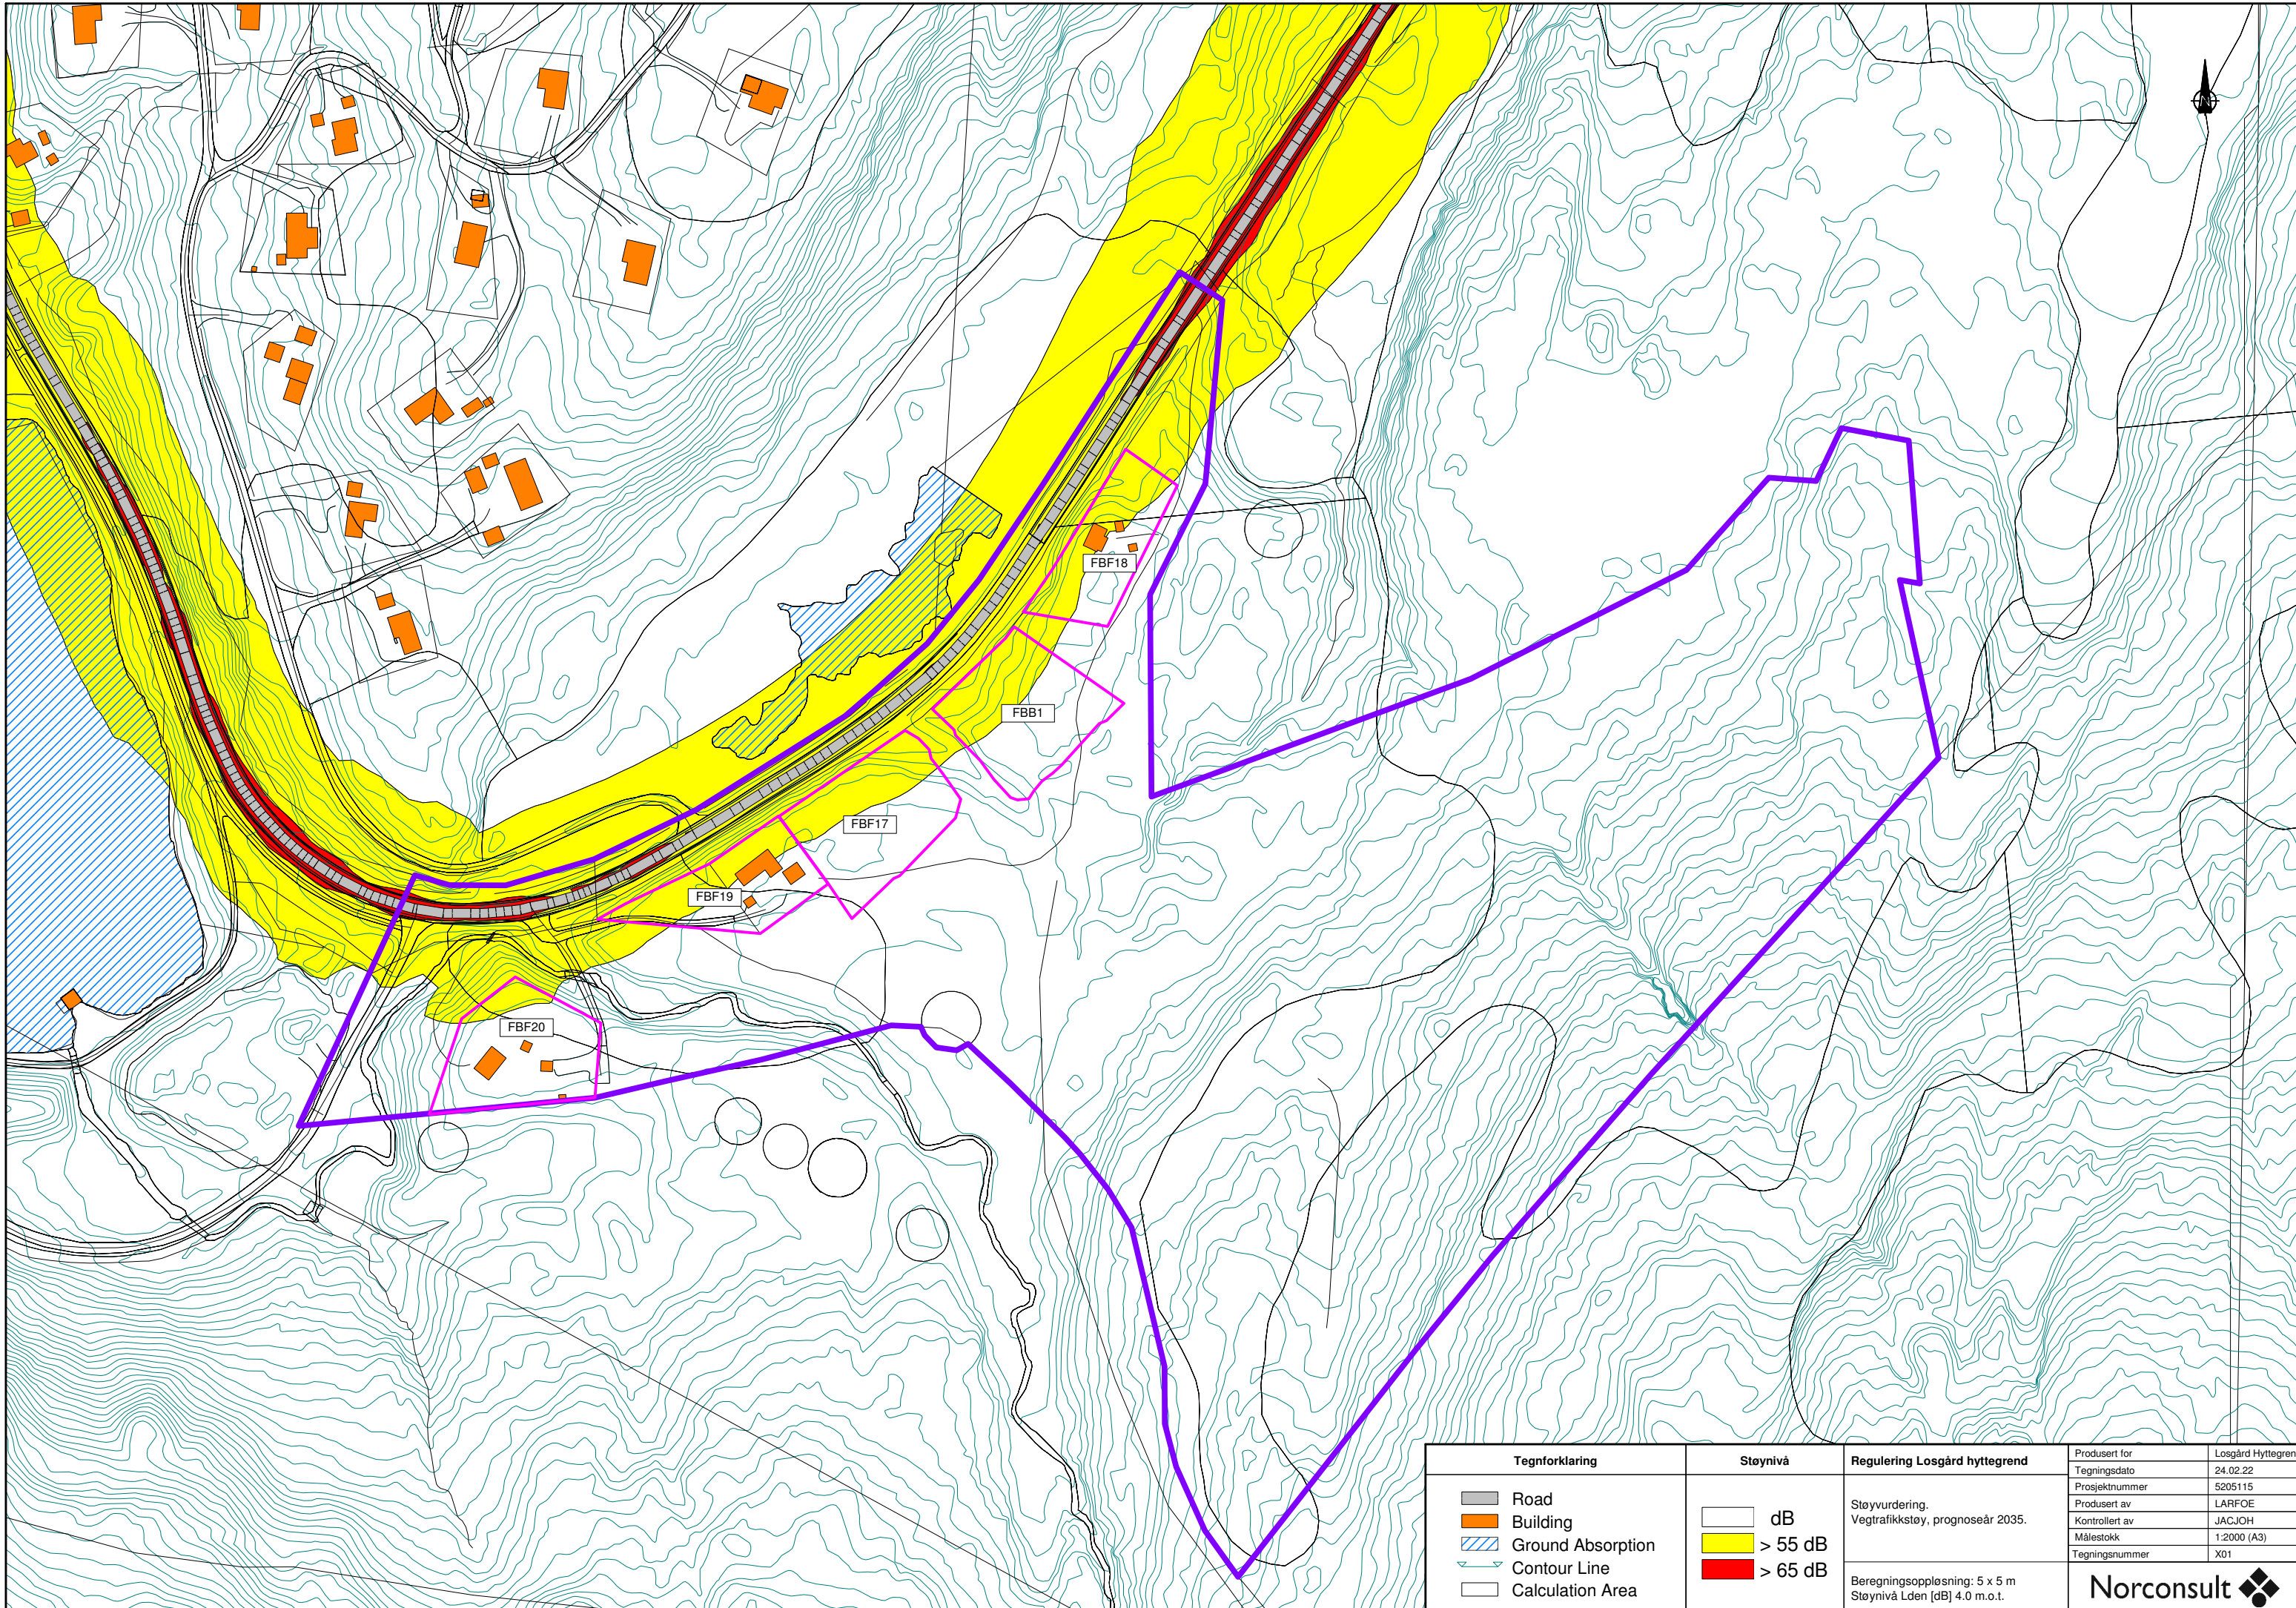 N
FBF18
FBB1
FBF17
FBF19
FBF20
Tegnforklaring
Road
Building
Ground Absorption
Contour Line
Calculation Area
Støynivå
dB
> 55 dB
> 65 dB
Regulering Losgård hyttegrend
Støyvurdering.
Vegtrafikkstøy, prognoseår 2035.
Beregningsoppløsning: 5 x 5 m
Støynivå Lden [dB] 4.0 m.o.t.
Produsert for Losgård Hyttegren
Tegningsdato 24.02.22
Prosjektnummer 5205115
Produsert av LARFOE
Kontrollert av JACJOH
Målestokk 1:2000 (A3)
Tegningsnummer X01
Norconsult